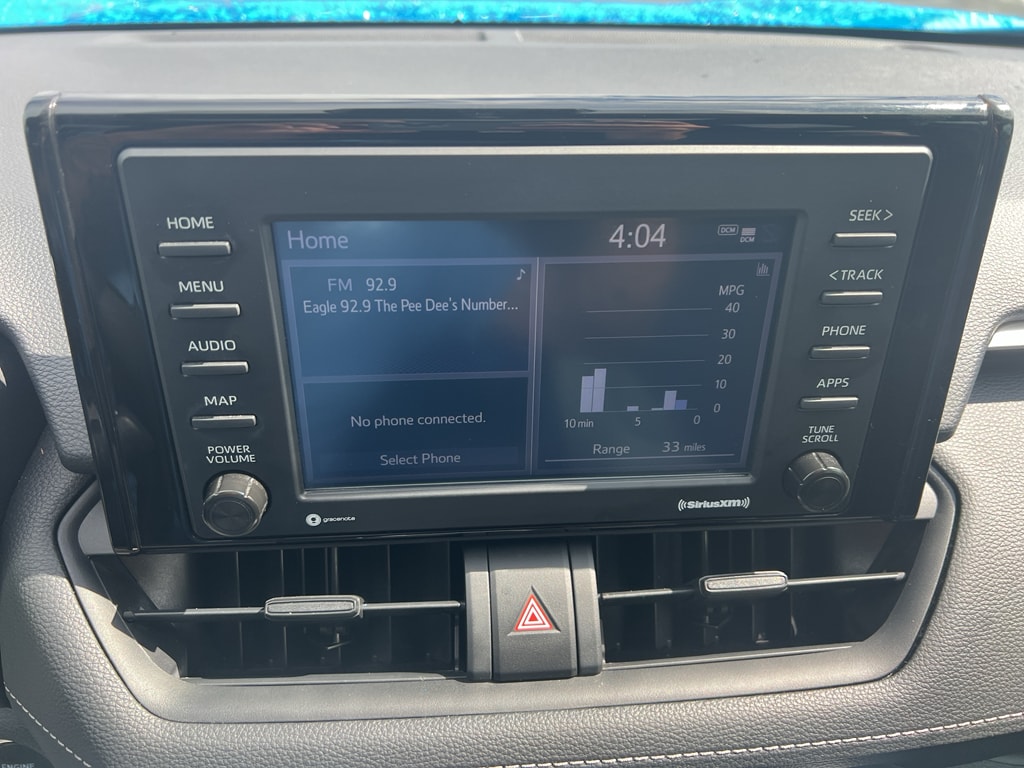 HOME
MENU
AUDIO
MAP
POWER
VOLUME
Home
4:04
DCM
DCM
FM 92.9
Eagle 92.9 The Pee Dee's Number...
No phone connected.
Select Phone
MPG
40
30
20
10
0
10 min 5 0
Range 33 miles
SEEK >
< TRACK
PHONE
APPS
TUNE
SCROLL
gracenote
((SiriusXM))
ENGINE